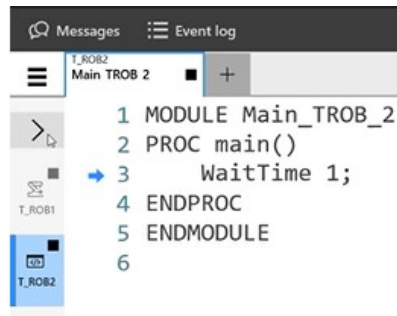 Messages Event log
T_ROB2
Main TROB 2
1 MODULE Main_TROB_2
2 PROC main()
3 WaitTime 1;
4 ENDPROC
5 ENDMODULE
6
T_ROB1
T_ROB2